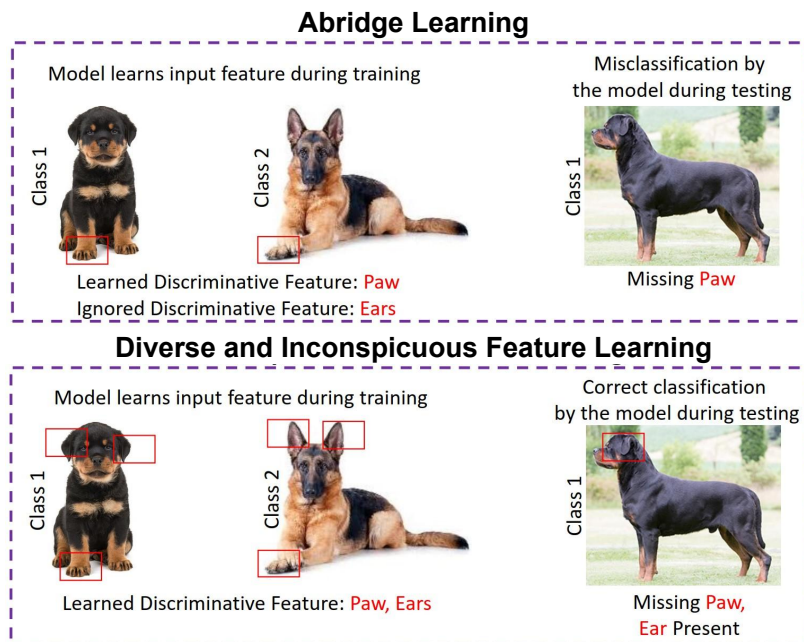 Abridge Learning
Model learns input feature during training
Misclassification by
the model during testing
Class 1
Class 2
Class 1
Learned Discriminative Feature: Paw
Ignored Discriminative Feature: Ears
Missing Paw
Diverse and Inconspicuous Feature Learning
Model learns input feature during training
Correct classification
by the model during testing
Class 1
Class 2
Class 1
Learned Discriminative Feature: Paw, Ears
Missing Paw,
Ear Present